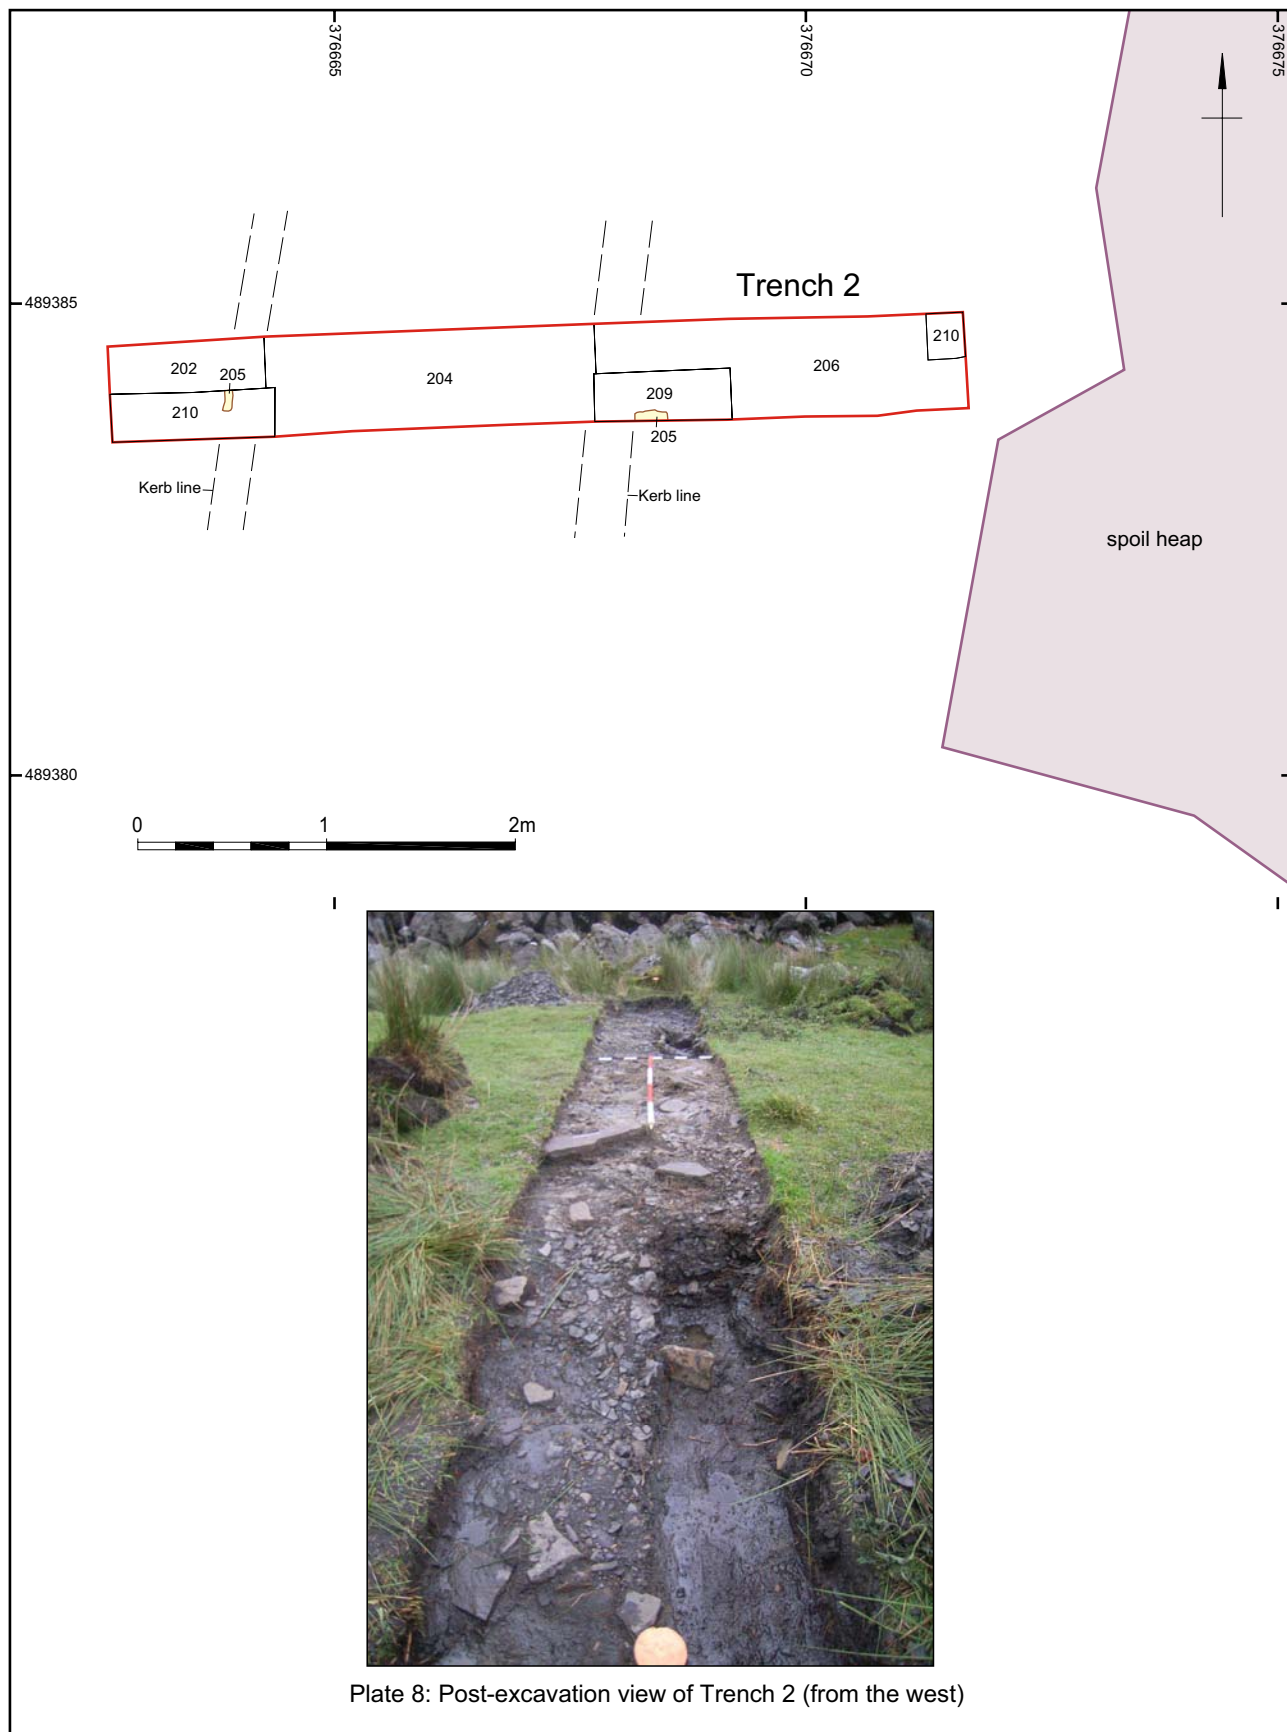 376665
376670
376675
Trench 2
489385
202
205
204
206
210
210
209
205
Kerb line
Kerb line
spoil heap
489380
0 1 2m
Plate 8: Post-excavation view of Trench 2 (from the west)